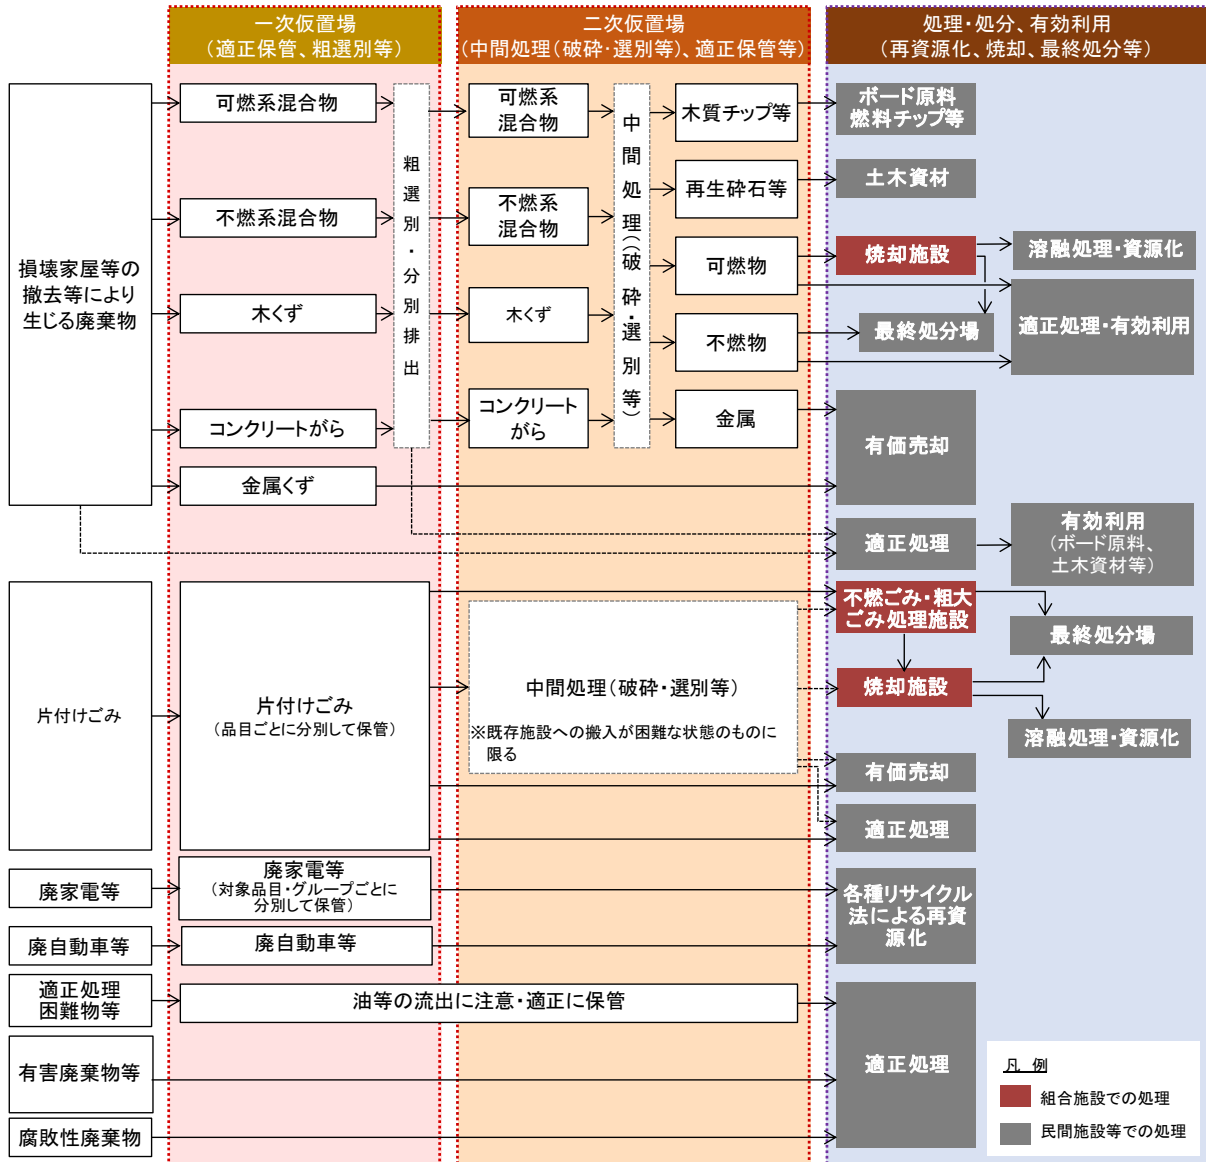 一次仮置場
（適正保管、粗選別等）
二次仮置場
（中間処理（破砕・選別等）、適正保管等）
処理・処分、有効利用
（再資源化、焼却、最終処分等）
損壊家屋等の
撤去等により
生じる廃棄物
可燃系混合物
不燃系混合物
木くず
コンクリートがら
金属くず
粗選別・分別排出
可燃系
混合物
不燃系
混合物
木くず
コンクリート
がら
中間処理（（破砕・選別等）
木質チップ等
再生砕石等
可燃物
不燃物
金属
ボード原料
燃料チップ等
土木資材
焼却施設
溶融処理・資源化
最終処分場
適正処理・有効利用
有価売却
適正処理
有効利用
（ボード原料、
土木資材等）
片付けごみ
片付けごみ
（品目ごとに分別して保管）
中間処理（破砕・選別等）
※既存施設への搬入が困難な状態のものに
限る
不燃ごみ・粗大
ごみ処理施設
最終処分場
焼却施設
溶融処理・資源化
有価売却
適正処理
廃家電等
廃家電等
（対象品目・グループごとに
分別して保管）
各種リサイクル
法による再資
源化
廃自動車等
廃自動車等
適正処理
困難物等
油等の流出に注意・適正に保管
適正処理
有害廃棄物等
腐敗性廃棄物
凡 例
組合施設での処理
民間施設等での処理